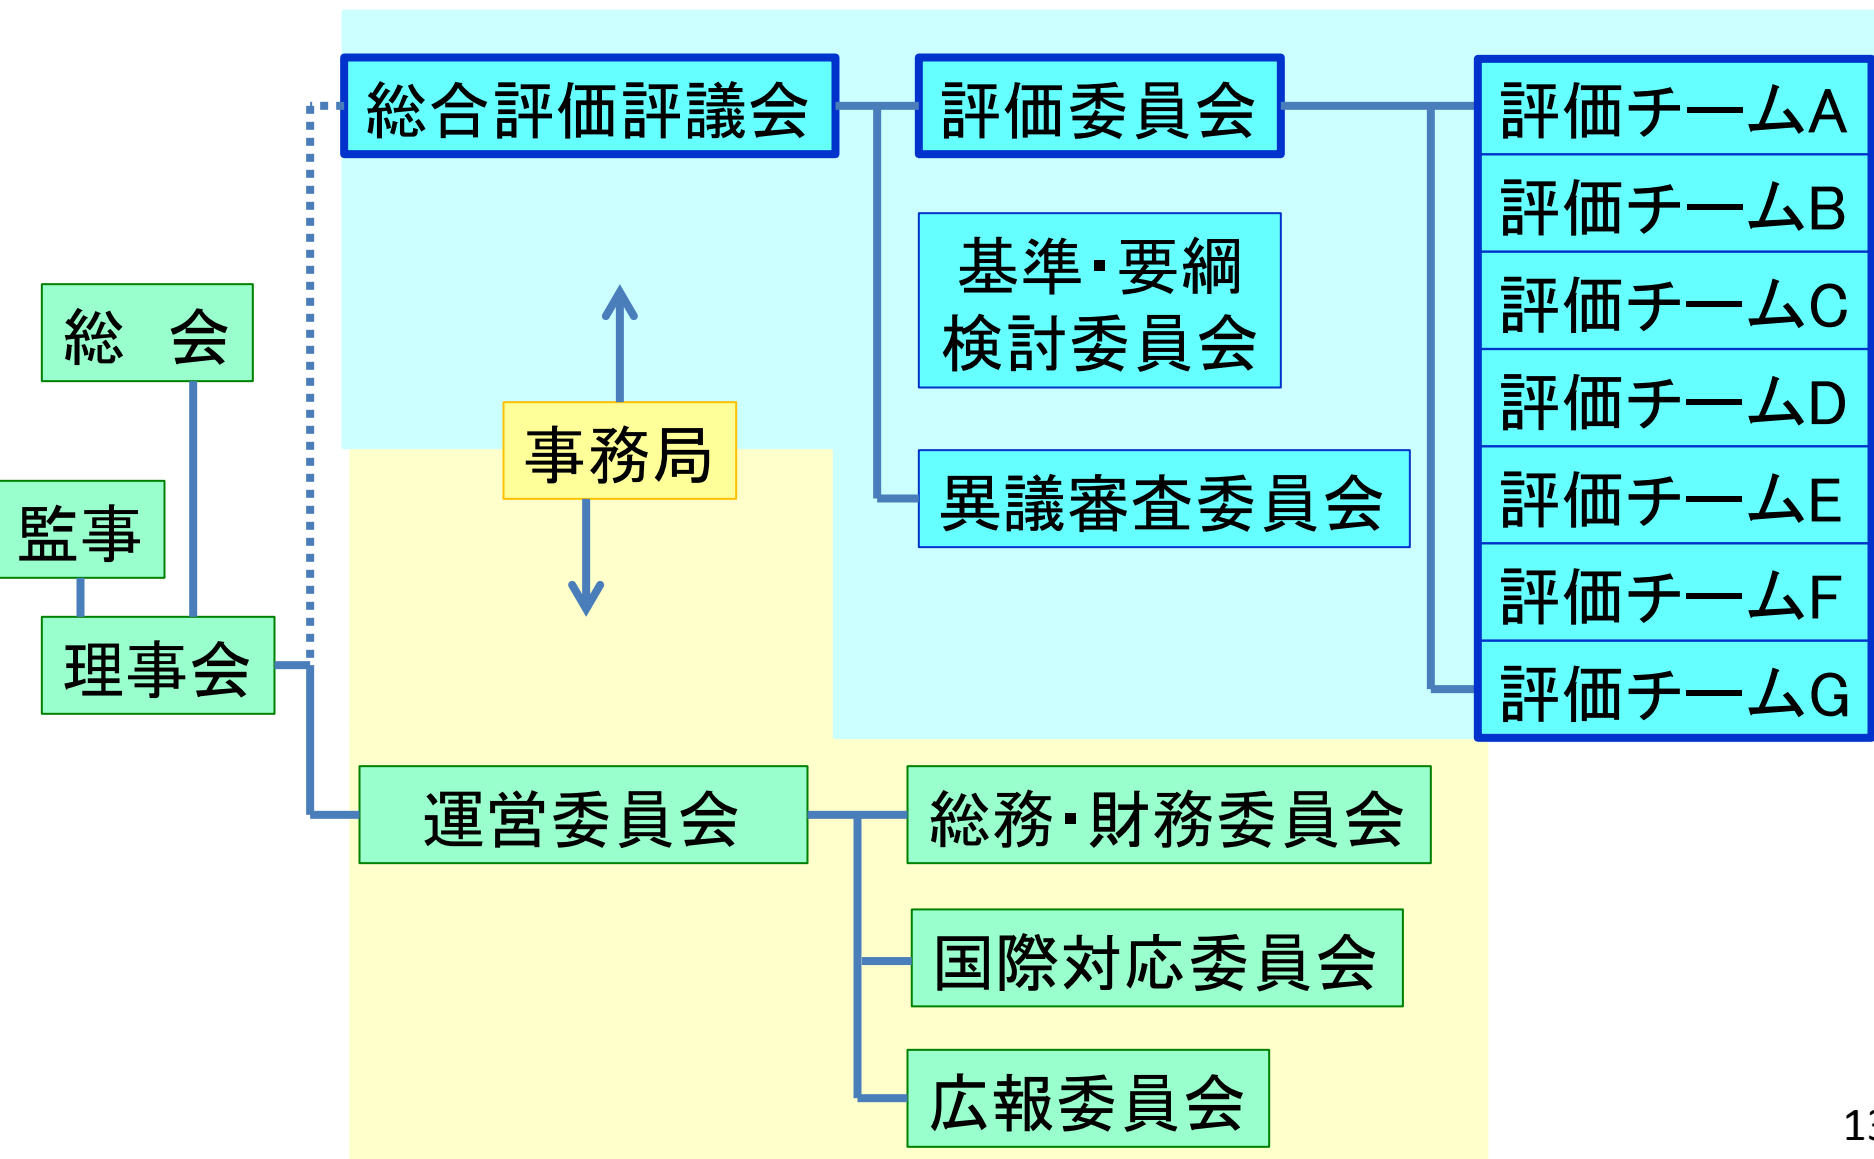 総合評価評議会
評価委員会
基準・要綱
検討委員会
異議審査委員会
評価チームA
評価チームB
評価チームC
評価チームD
評価チームE
評価チームF
評価チームG
総　会
監事
理事会
事務局
運営委員会
総務・財務委員会
国際対応委員会
広報委員会
13